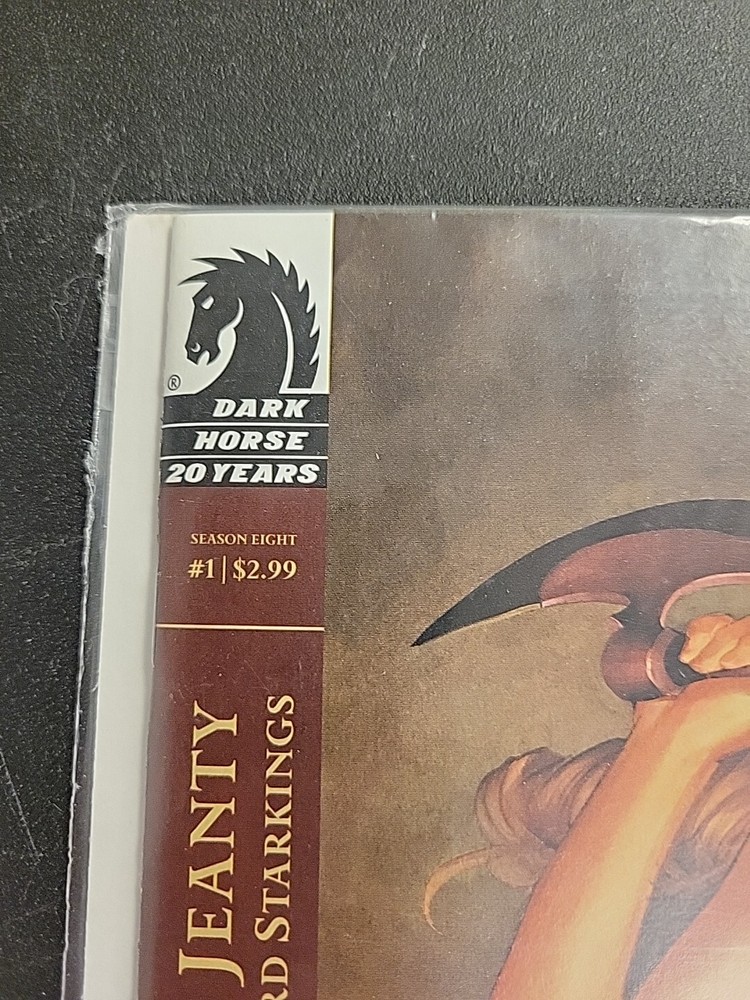 ®
DARK
HORSE
20 YEARS
SEASON EIGHT
#1 | $2.99
JEANTY
RD STARKINGS